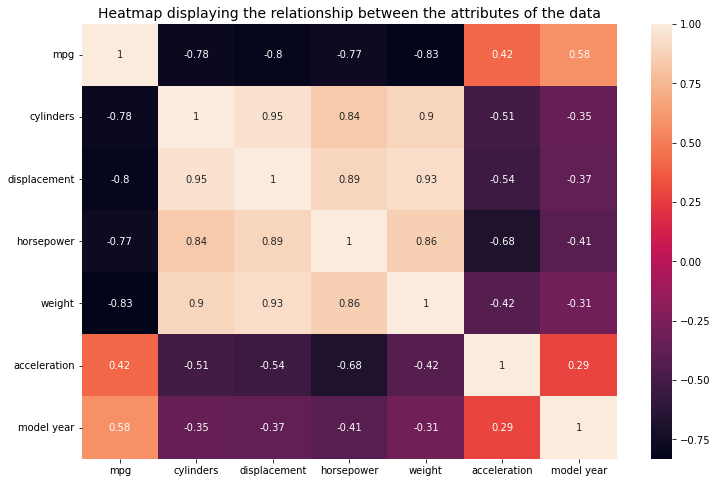 Heatmap displaying the relationship between the attributes of the data
mpg 1 -0.78 -0.8 -0.77 -0.83 0.42 0.58
cylinders -0.78 1 0.95 0.84 0.9 -0.51 -0.35
displacement -0.8 0.95 1 0.89 0.93 -0.54 -0.37
horsepower -0.77 0.84 0.89 1 0.86 -0.68 -0.41
weight -0.83 0.9 0.93 0.86 1 -0.42 -0.31
acceleration 0.42 -0.51 -0.54 -0.68 -0.42 1 0.29
model year 0.58 -0.35 -0.37 -0.41 -0.31 0.29 1
mpg cylinders displacement horsepower weight acceleration model year
1.00
0.75
0.50
0.25
0.00
−0.25
−0.50
−0.75